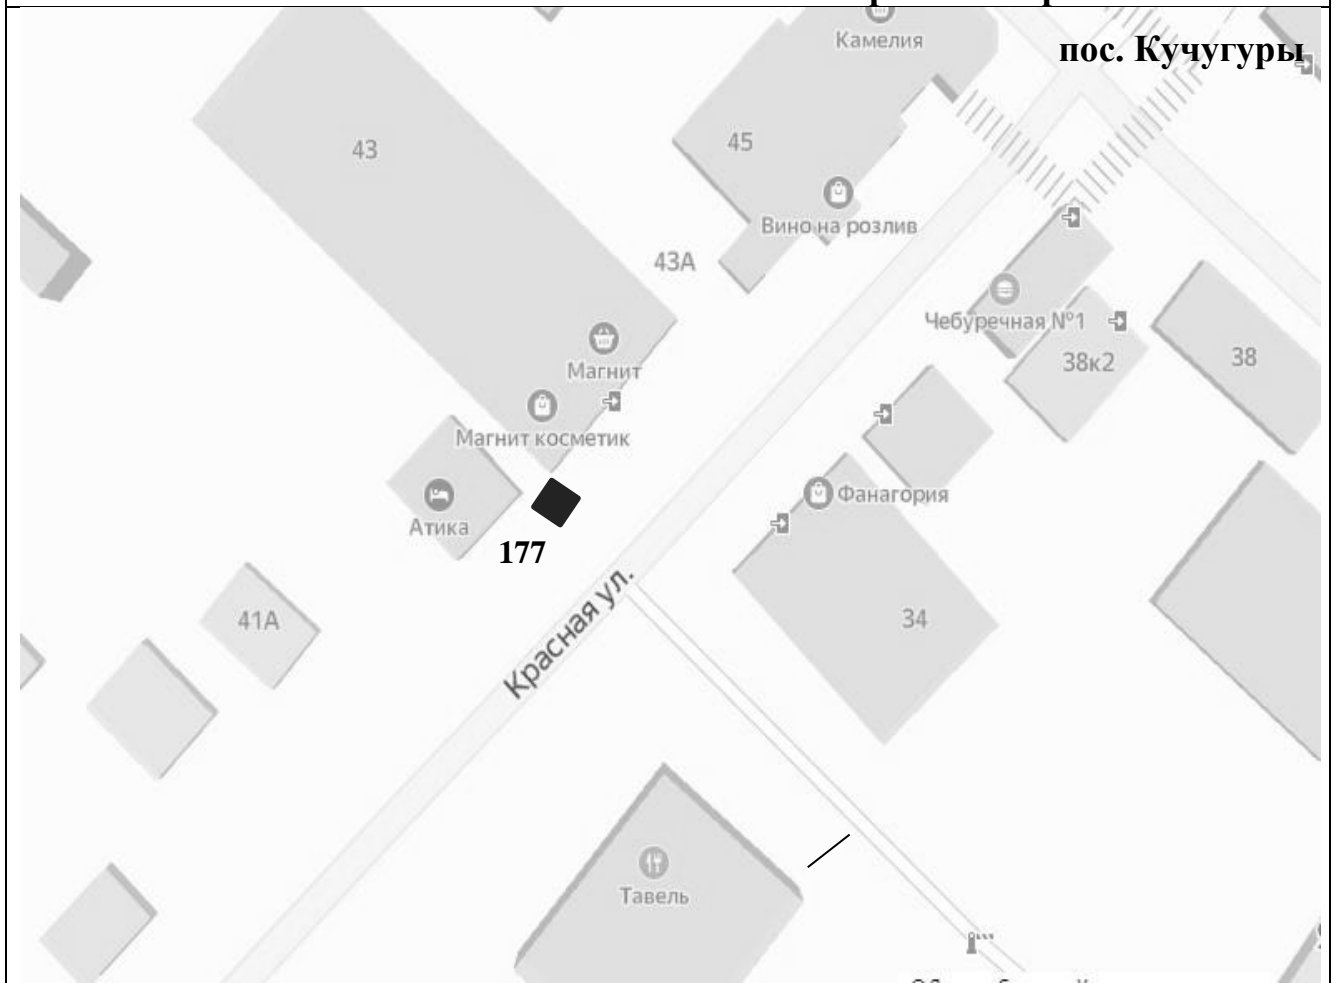 Камелия
пос. Кучугуры
43
45
Вино на розлив
43А
Чебуречная №1
Магнит
38к2
38
Магнит косметик
Фанагория
Атика
177
Красная ул.
41А
34
Тавель